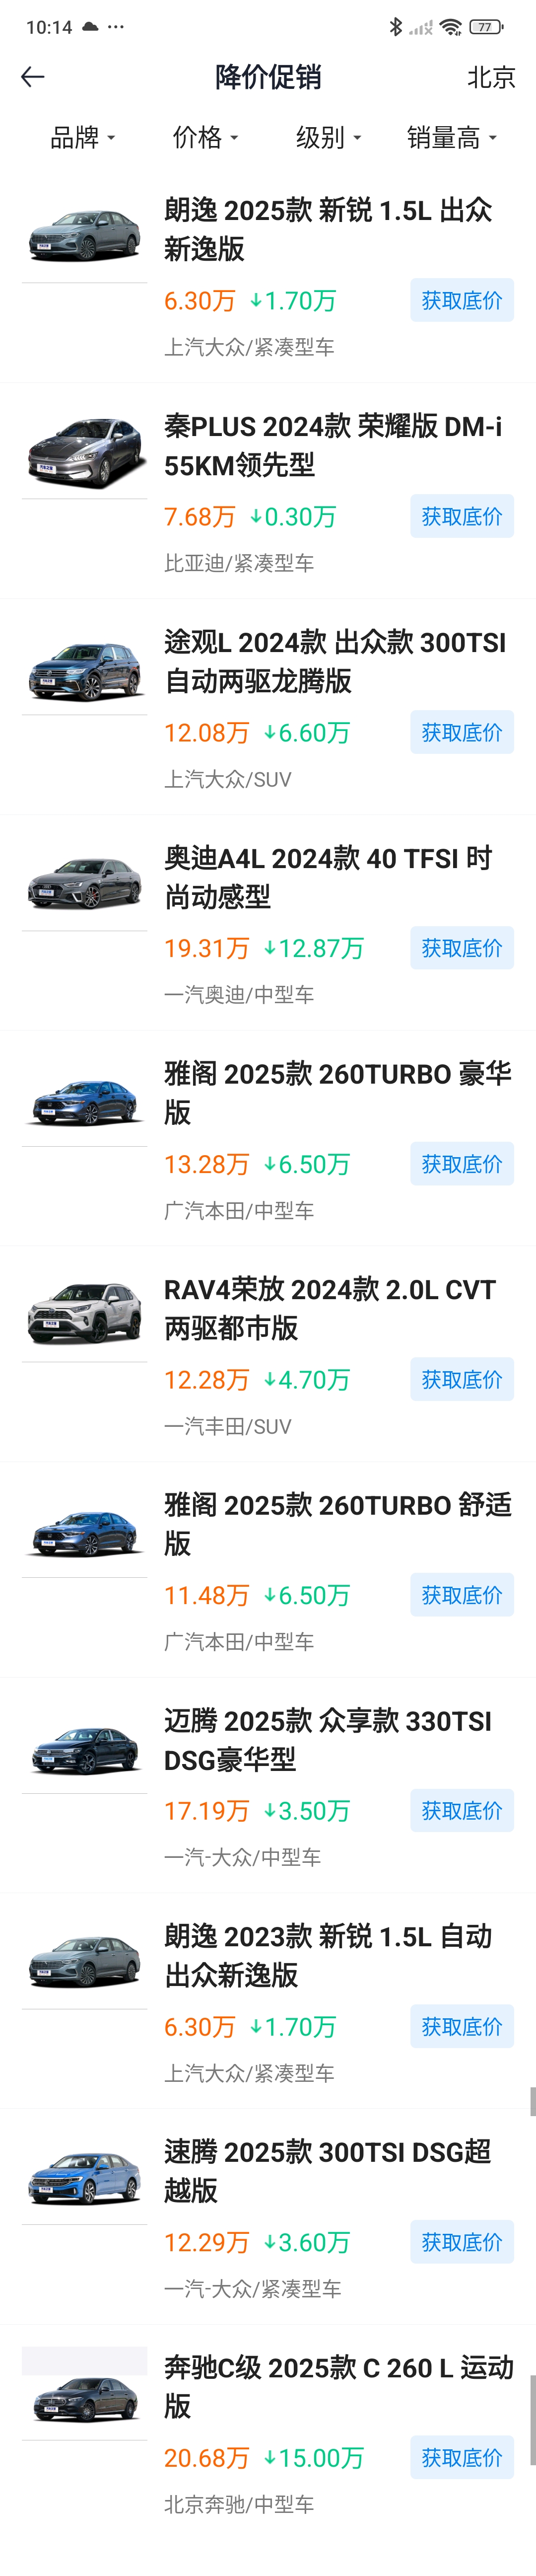 10:14
77
降价促销
北京
品牌
价格
级别
销量高
朗逸 2025款 新锐 1.5L 出众
新逸版
6.30万 ↓1.70万
获取底价
上汽大众/紧凑型车
秦PLUS 2024款 荣耀版 DM-i
55KM领先型
7.68万 ↓0.30万
获取底价
比亚迪/紧凑型车
途观L 2024款 出众款 300TSI
自动两驱龙腾版
12.08万 ↓6.60万
获取底价
上汽大众/SUV
奥迪A4L 2024款 40 TFSI 时
尚动感型
19.31万 ↓12.87万
获取底价
一汽奥迪/中型车
雅阁 2025款 260TURBO 豪华
版
13.28万 ↓6.50万
获取底价
广汽本田/中型车
RAV4荣放 2024款 2.0L CVT
两驱都市版
12.28万 ↓4.70万
获取底价
一汽丰田/SUV
雅阁 2025款 260TURBO 舒适
版
11.48万 ↓6.50万
获取底价
广汽本田/中型车
迈腾 2025款 众享款 330TSI
DSG豪华型
17.19万 ↓3.50万
获取底价
一汽-大众/中型车
朗逸 2023款 新锐 1.5L 自动
出众新逸版
6.30万 ↓1.70万
获取底价
上汽大众/紧凑型车
速腾 2025款 300TSI DSG超
越版
12.29万 ↓3.60万
获取底价
一汽-大众/紧凑型车
奔驰C级 2025款 C 260 L 运动
版
20.68万 ↓15.00万
获取底价
北京奔驰/中型车